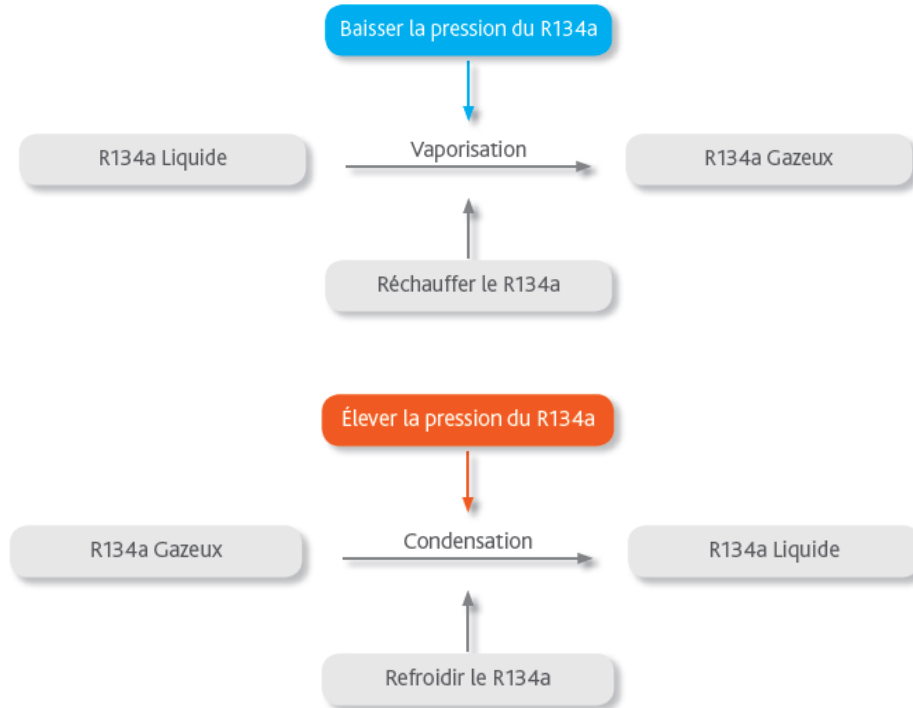 Baisser la pression du R134a
R134a Liquide
Vaporisation
R134a Gazeux
Réchauffer le R134a
Élever la pression du R134a
R134a Gazeux
Condensation
R134a Liquide
Refroidir le R134a